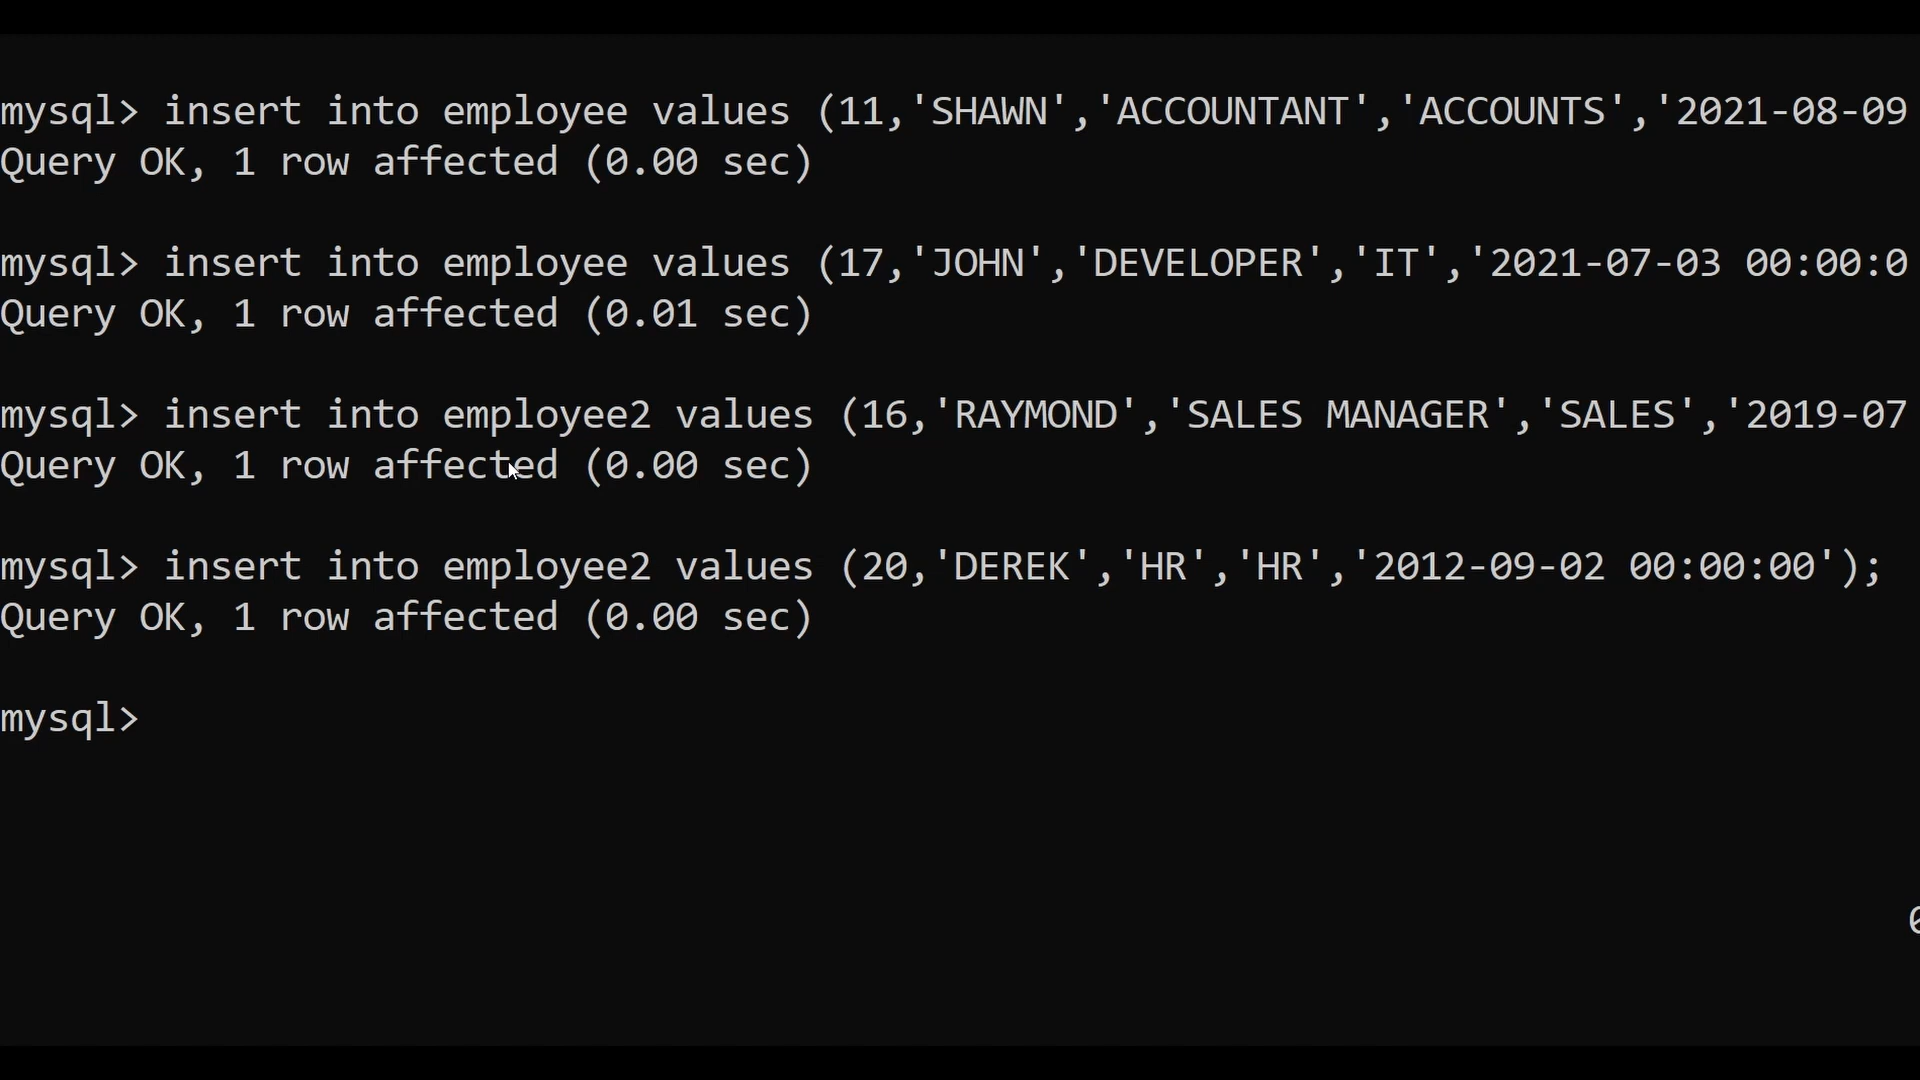 mysql> insert into employee values (11,'SHAWN','ACCOUNTANT','ACCOUNTS','2021-08-09
Query OK, 1 row affected (0.00 sec)
mysql> insert into employee values (17,'JOHN','DEVELOPER','IT','2021-07-03 00:00:0
Query OK, 1 row affected (0.01 sec)
mysql> insert into employee2 values (16,'RAYMOND','SALES MANAGER','SALES','2019-07
Query OK, 1 row affected (0.00 sec)
mysql> insert into employee2 values (20,'DEREK','HR','HR','2012-09-02 00:00:00');
Query OK, 1 row affected (0.00 sec)
mysql>